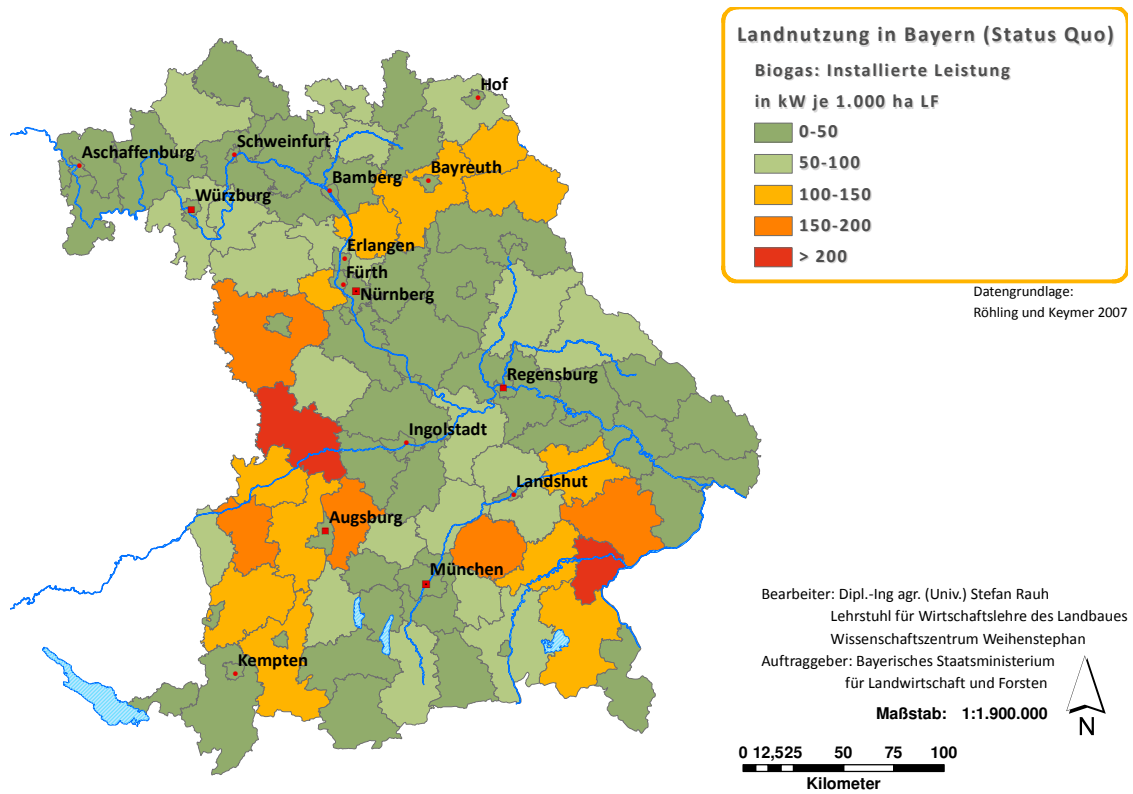 Landnutzung in Bayern (Status Quo)
Biogas: Installierte Leistung
in kW je 1.000 ha LF
0-50
50-100
100-150
150-200
> 200
Datengrundlage:
Röhling und Keymer 2007
Hof
Aschaffenburg
Schweinfurt
Bayreuth
Bamberg
Würzburg
Erlangen
Fürth
Nürnberg
Regensburg
Ingolstadt
Landshut
Augsburg
München
Kempten
Bearbeiter: Dipl.-Ing agr. (Univ.) Stefan Rauh
Lehrstuhl für Wirtschaftslehre des Landbaues
Wissenschaftszentrum Weihenstephan
Auftraggeber: Bayerisches Staatsministerium
für Landwirtschaft und Forsten
Maßstab: 1:1.900.000
N
0 12,525 50 75 100
Kilometer